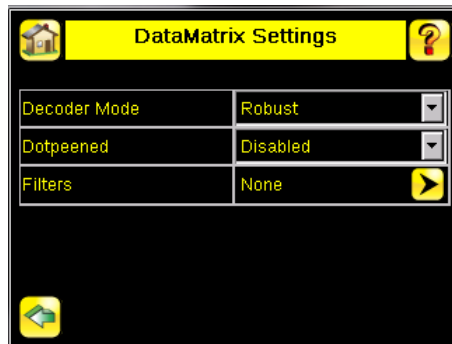 DataMatrix Settings
Decoder Mode Robust
Dotpeened Disabled
Filters None